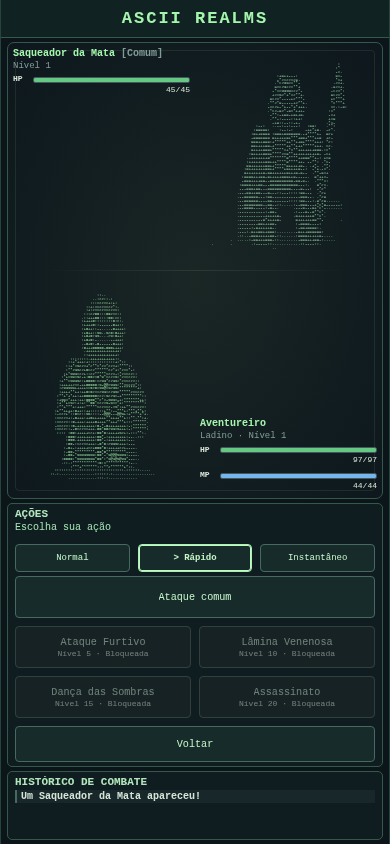 ASCII REALMS
Saqueador da Mata [Comum]
Nível 1
HP
45/45
Aventureiro
Ladino · Nível 1
HP
97/97
MP
44/44
AÇÕES
Escolha sua ação
Normal
> Rápido
Instantâneo
Ataque comum
Ataque Furtivo
Nível 5 · Bloqueada
Lâmina Venenosa
Nível 10 · Bloqueada
Dança das Sombras
Nível 15 · Bloqueada
Assassinato
Nível 20 · Bloqueada
Voltar
HISTÓRICO DE COMBATE
Um Saqueador da Mata apareceu!